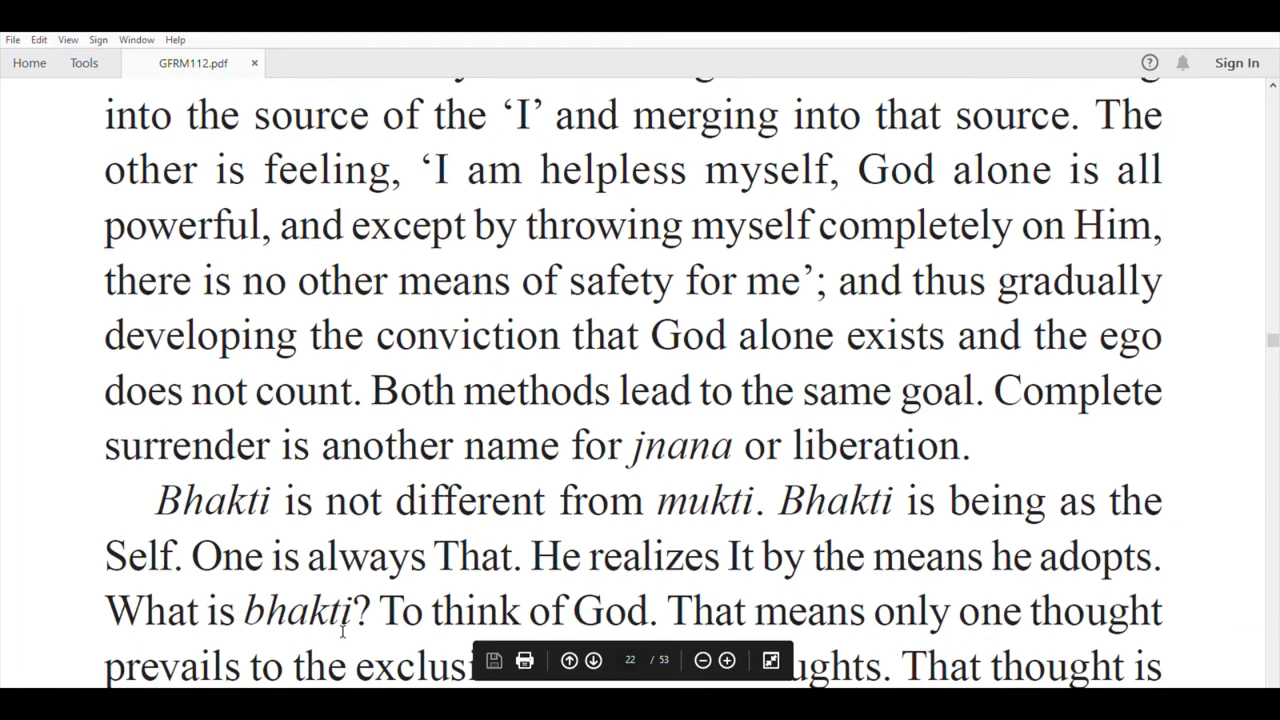 File Edit View Sign Window Help
Home Tools GFRM112.pdf × ? Sign In
into the source of the ‘I’ and merging into that source. The
other is feeling, ‘I am helpless myself, God alone is all
powerful, and except by throwing myself completely on Him,
there is no other means of safety for me’; and thus gradually
developing the conviction that God alone exists and the ego
does not count. Both methods lead to the same goal. Complete
surrender is another name for jnana or liberation.
Bhakti is not different from mukti. Bhakti is being as the
Self. One is always That. He realizes It by the means he adopts.
What is bhakti? To think of God. That means only one thought
prevails to the That thought is
22 / 53